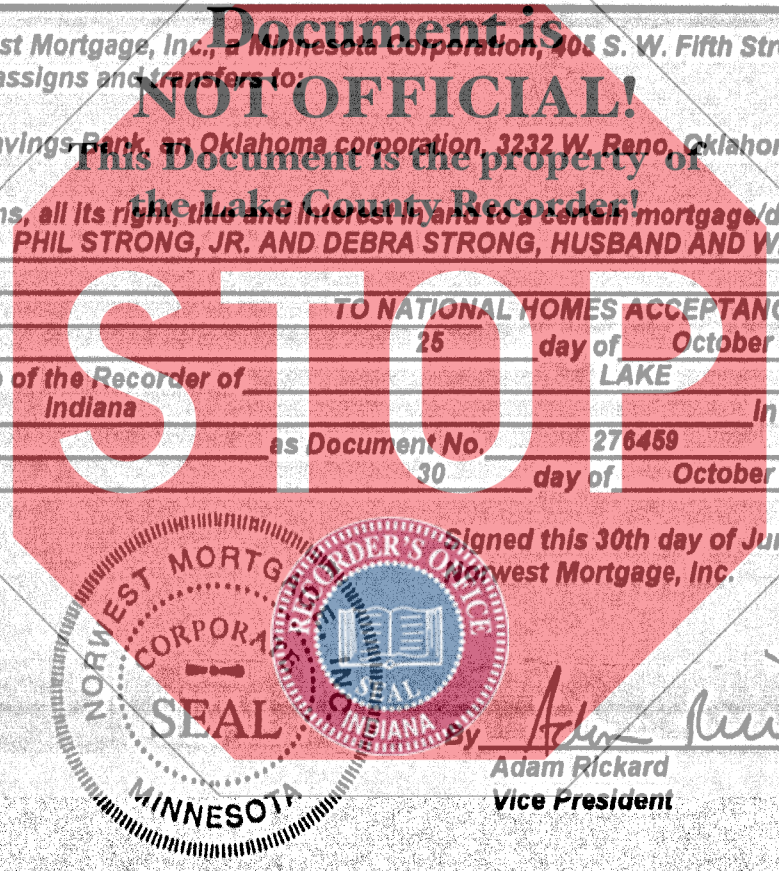 Document is
st Mortgage, Inc., a Minnesota Corporation, 405 S. W. Fifth Str
assigns and transfers to:
NOT OFFICIAL!
avings Bank, an Oklahoma corporation, 3232 W. Reno, Oklahom
This Document is the property of
the Lake County Recorder!
ns, all its right, title and interest in and to a certain mortgage/d
PHIL STRONG, JR. AND DEBRA STRONG, HUSBAND AND W
STOP
TO NATIONAL HOMES ACCEPTANC
25 day of October
of the Recorder of LAKE
Indiana In
as Document No. 276459
30 day of October
Signed this 30th day of Jun
Norwest Mortgage, Inc.
NORWEST MORTGAGE INC
CORPORATE
SEAL
MINNESOTA
RECORDER'S OFFICE
SEAL
INDIANA
By
Adam Rickard
Vice President